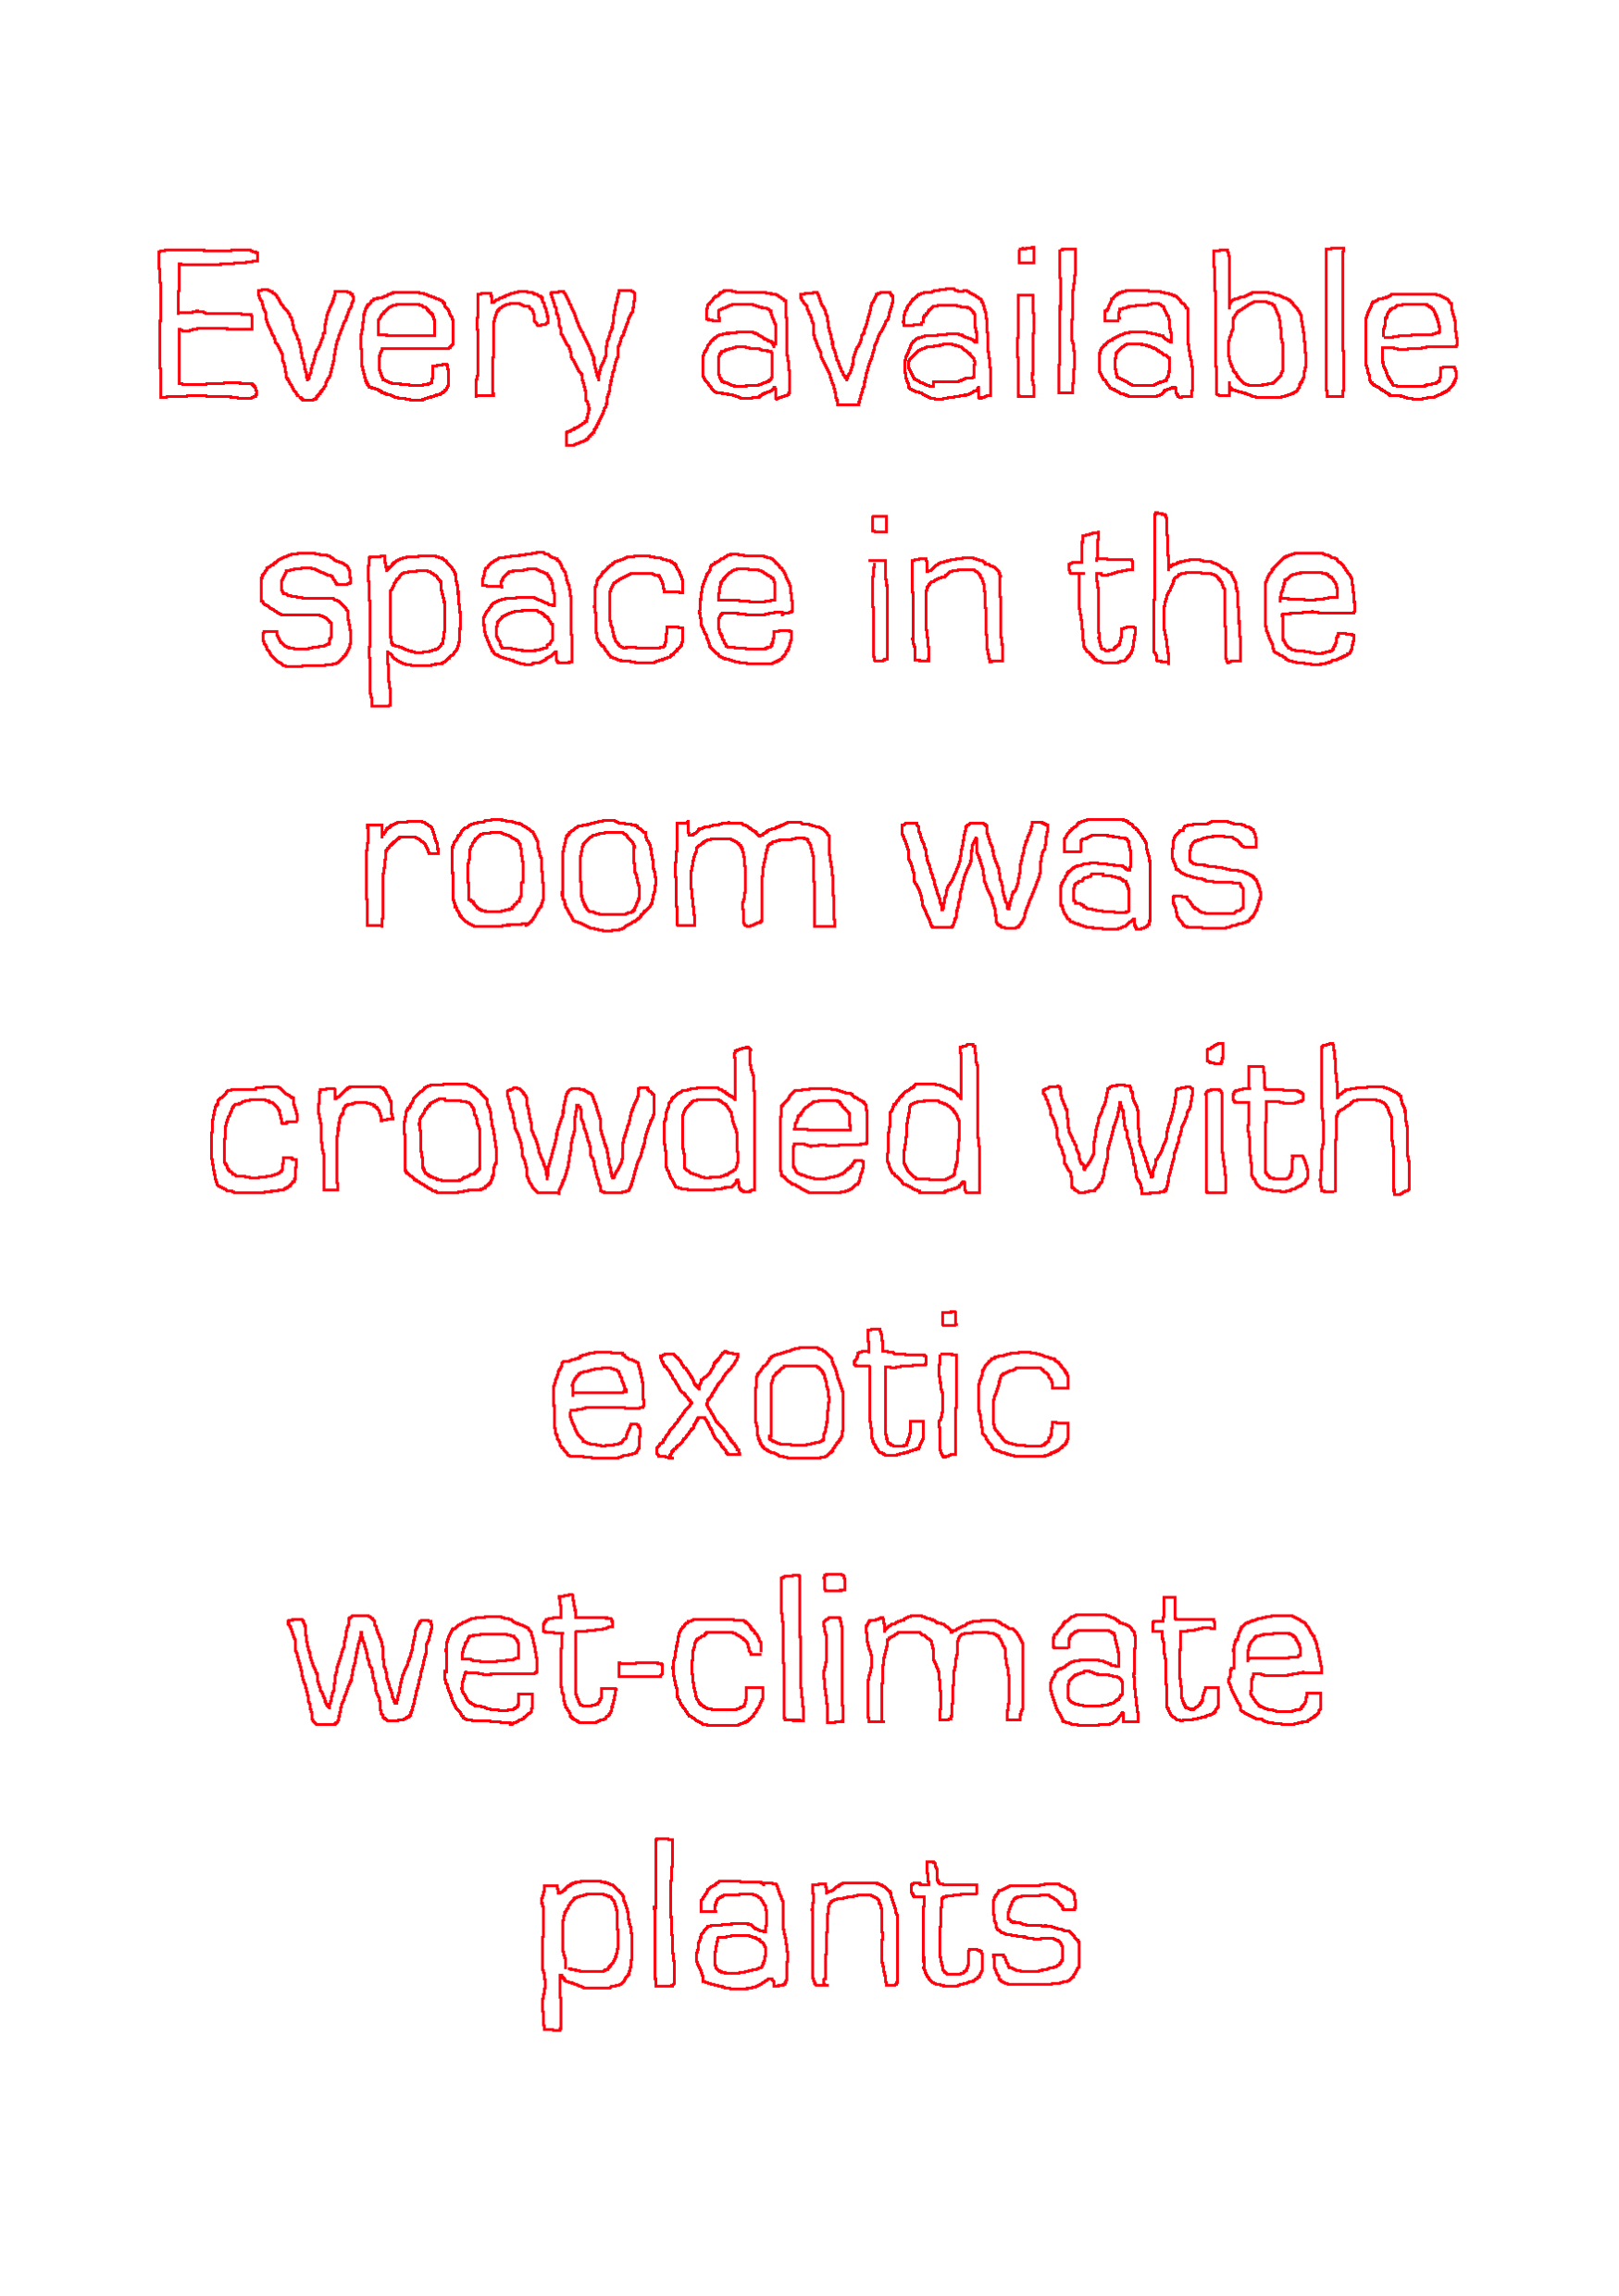 Every available
space in the
room was
crowded with
exotic
wet-climate
plants